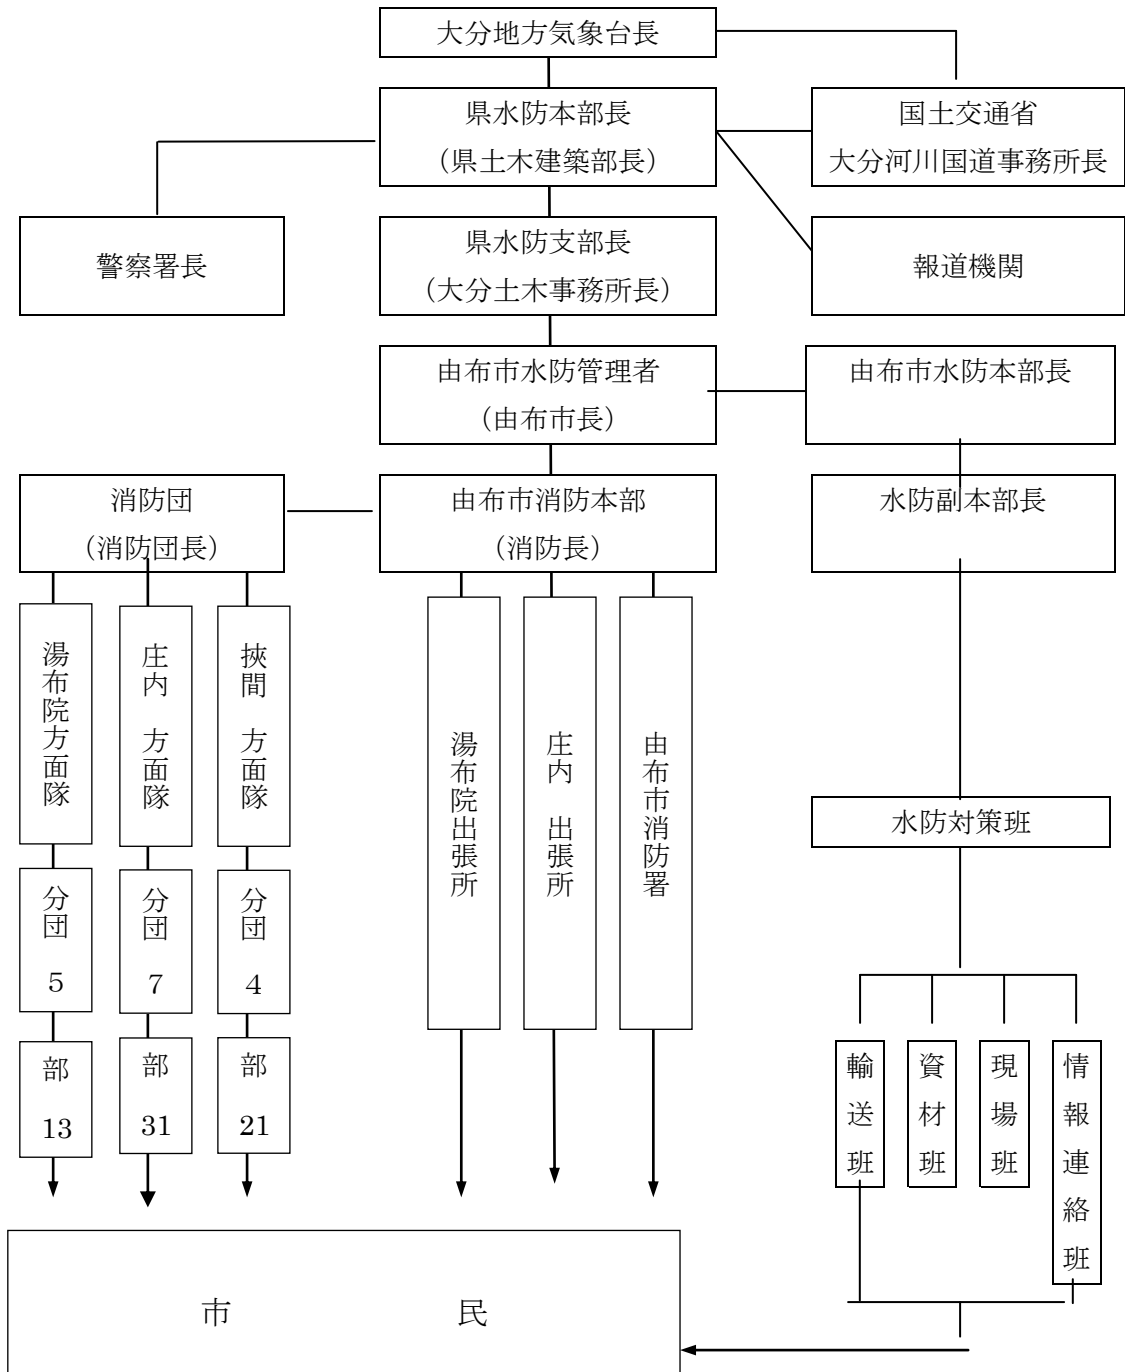 大分地方気象台長
県水防本部長
（県土木建築部長）
国土交通省
大分河川国道事務所長
警察署長
県水防支部長
（大分土木事務所長）
報道機関
由布市水防管理者
（由布市長）
由布市水防本部長
消防団
（消防団長）
由布市消防本部
（消防長）
水防副本部長
湯布院方面隊
庄内　方面隊
挾間　方面隊
湯布院出張所
庄内　出張所
由布市消防署
水防対策班
分団　5
分団　7
分団　4
部　13
部　31
部　21
輸送班
資材班
現場班
情報連絡班
市　　民